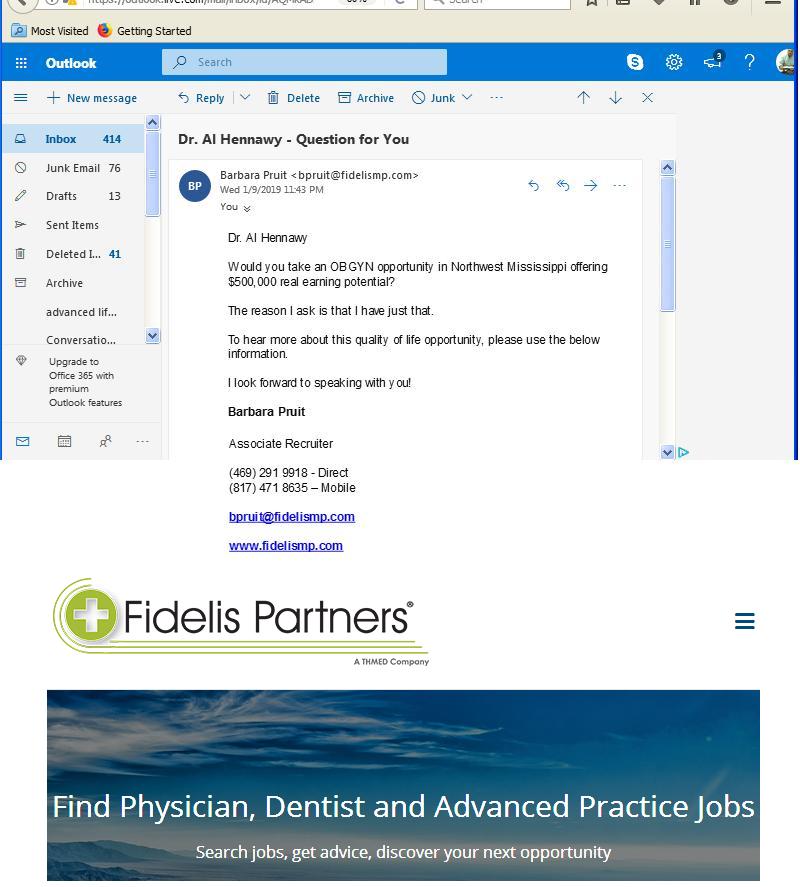 Most Visited Getting Started
Outlook
Search
3
New message
Reply
Delete
Archive
Junk
Inbox 414
Junk Email 76
Drafts 13
Sent Items
Deleted I... 41
Archive
advanced lif...
Conversatio...
Upgrade to
Office 365 with
premium
Outlook features
Dr. Al Hennawy - Question for You
BP
Barbara Pruit <bpruit@fidelismp.com>
Wed 1/9/2019 11:43 PM
You
Dr. Al Hennawy
Would you take an OBGYN opportunity in Northwest Mississippi offering
$500,000 real earning potential?
The reason I ask is that I have just that.
To hear more about this quality of life opportunity, please use the below
information.
I look forward to speaking with you!
Barbara Pruit
Associate Recruiter
(469) 291 9918 - Direct
(817) 471 8635 – Mobile
bpruit@fidelismp.com
www.fidelismp.com
Fidelis Partners®
A THMED Company
Find Physician, Dentist and Advanced Practice Jobs
Search jobs, get advice, discover your next opportunity